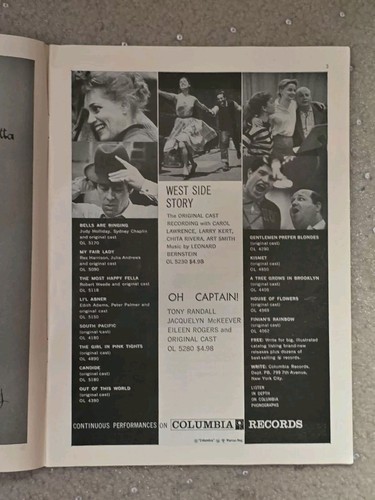 tta
3
BELLS ARE RINGING
Judy Holliday, Sydney Chaplin
and original cast
OL 5170
MY FAIR LADY
Rex Harrison, Julie Andrews
and original cast
OL 5090
THE MOST HAPPY FELLA
Robert Weede and original cast
OL 5118
LI'L ABNER
Edith Adams, Peter Palmer and
original cast
OL 5150
SOUTH PACIFIC
(original cast)
OL 4180
THE GIRL IN PINK TIGHTS
(original cast)
OL 4890
CANDIDE
(original cast)
OL 5180
OUT OF THIS WORLD
(original cast)
OL 4390
WEST SIDE
STORY
The ORIGINAL CAST
RECORDING with CAROL
LAWRENCE, LARRY KERT,
CHITA RIVERA, ART SMITH
Music by LEONARD
BERNSTEIN
OL 5230 $4.98
OH CAPTAIN!
TONY RANDALL
JACQUELYN McKEEVER
EILEEN ROGERS and
ORIGINAL CAST
OL 5280 $4.98
GENTLEMEN PREFER BLONDES
(original cast)
OL 4290
KISMET
(original cast)
OL 4850
A TREE GROWS IN BROOKLYN
(original cast)
OL 4405
HOUSE OF FLOWERS
(original cast)
OL 4969
FINIAN'S RAINBOW
(original cast)
OL 4062
FREE: Write for big, illustrated
catalog listing brand-new
releases plus dozens of
best-selling lp records.
WRITE: Columbia Records,
Dept. PB, 799 7th Avenue,
New York City.
LISTEN
IN DEPTH
ON COLUMBIA
PHONOGRAPHS
CONTINUOUS PERFORMANCES ON COLUMBIA RECORDS
® "Columbia" ® Marcas Reg.